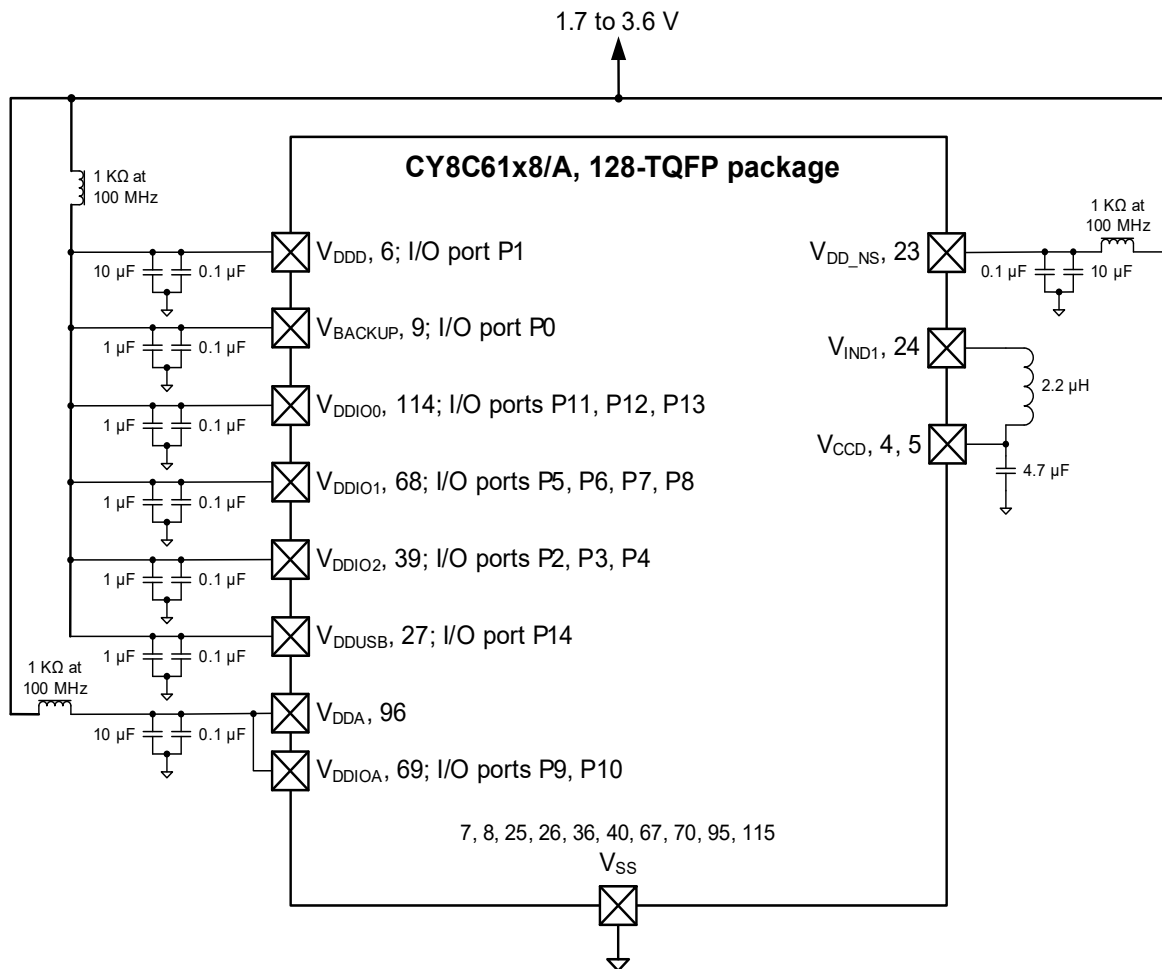 1.7 to 3.6 V
CY8C61x8/A, 128-TQFP package
1 KΩ at
100 MHz
10 µF
0.1 µF
VDDD, 6; I/O port P1
1 µF
0.1 µF
VBACKUP, 9; I/O port P0
1 µF
0.1 µF
VDDIO0, 114; I/O ports P11, P12, P13
1 µF
0.1 µF
VDDIO1, 68; I/O ports P5, P6, P7, P8
1 µF
0.1 µF
VDDIO2, 39; I/O ports P2, P3, P4
1 µF
0.1 µF
VDDUSB, 27; I/O port P14
1 KΩ at
100 MHz
10 µF
0.1 µF
VDDA, 96
VDDIOA, 69; I/O ports P9, P10
VDD_NS, 23
1 KΩ at
100 MHz
0.1 µF
10 µF
VIND1, 24
2.2 µH
VCCD, 4, 5
4.7 µF
7, 8, 25, 26, 36, 40, 67, 70, 95, 115
VSS